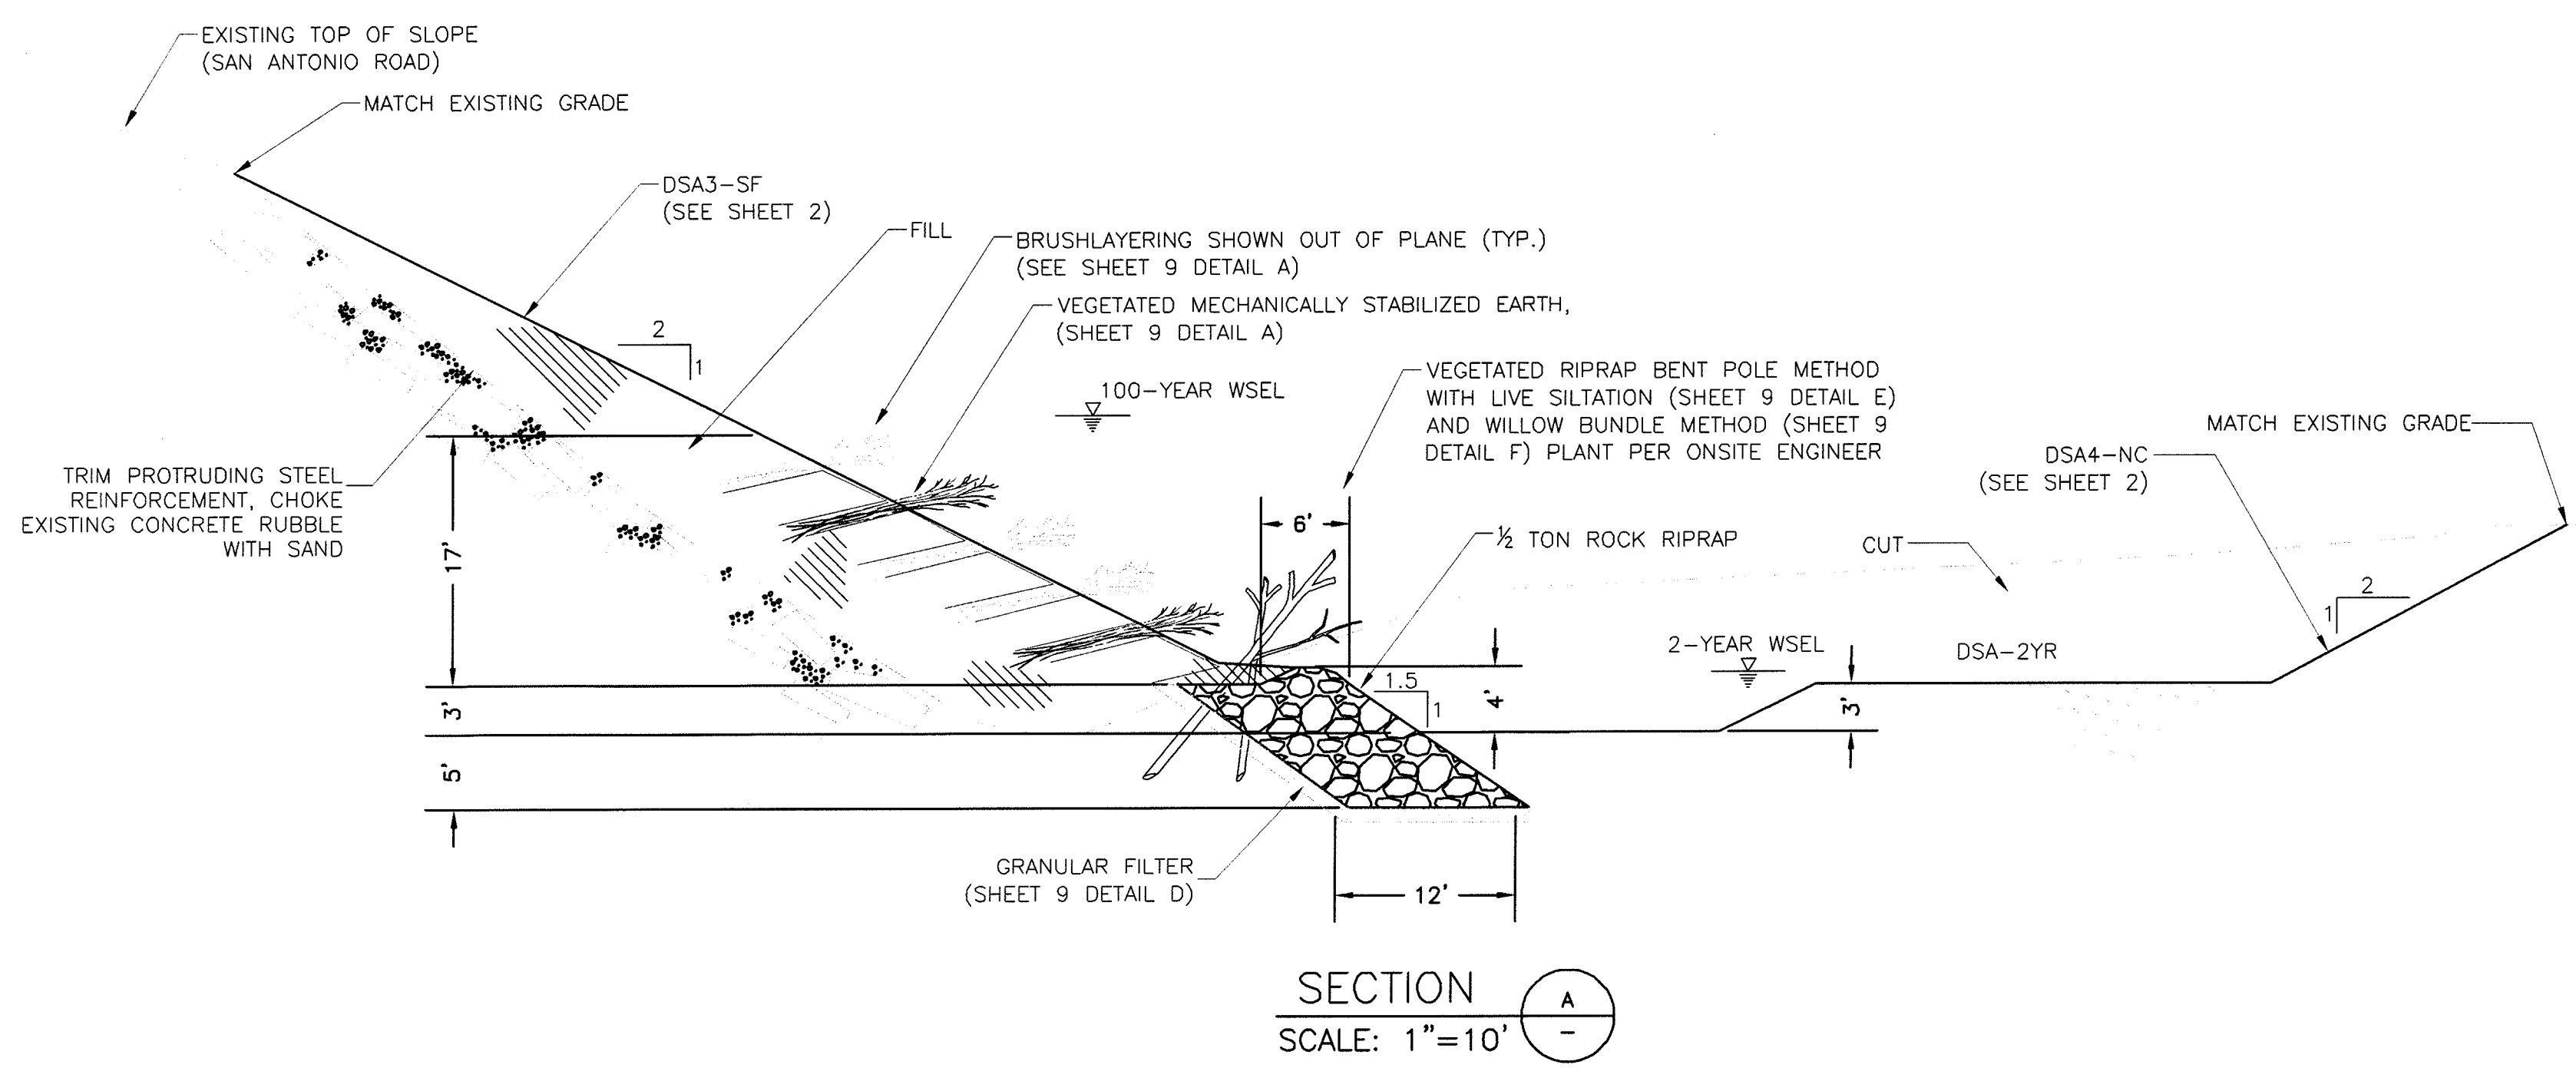 EXISTING TOP OF SLOPE
(SAN ANTONIO ROAD)
MATCH EXISTING GRADE
DSA3-SF
(SEE SHEET 2)
FILL
BRUSHLAYERING SHOWN OUT OF PLANE (TYP.)
(SEE SHEET 9 DETAIL A)
VEGETATED MECHANICALLY STABILIZED EARTH,
(SHEET 9 DETAIL A)
2
1
100-YEAR WSEL
VEGETATED RIPRAP BENT POLE METHOD
WITH LIVE SILTATION (SHEET 9 DETAIL E)
AND WILLOW BUNDLE METHOD (SHEET 9
DETAIL F) PLANT PER ONSITE ENGINEER
MATCH EXISTING GRADE
DSA4-NC
(SEE SHEET 2)
TRIM PROTRUDING STEEL
REINFORCEMENT, CHOKE
EXISTING CONCRETE RUBBLE
WITH SAND
17'
6'
½ TON ROCK RIPRAP
CUT
2
1
2-YEAR WSEL
DSA-2YR
1.5
1
4'
3'
3'
5'
GRANULAR FILTER
(SHEET 9 DETAIL D)
12'
SECTION
A
–
SCALE: 1"=10'